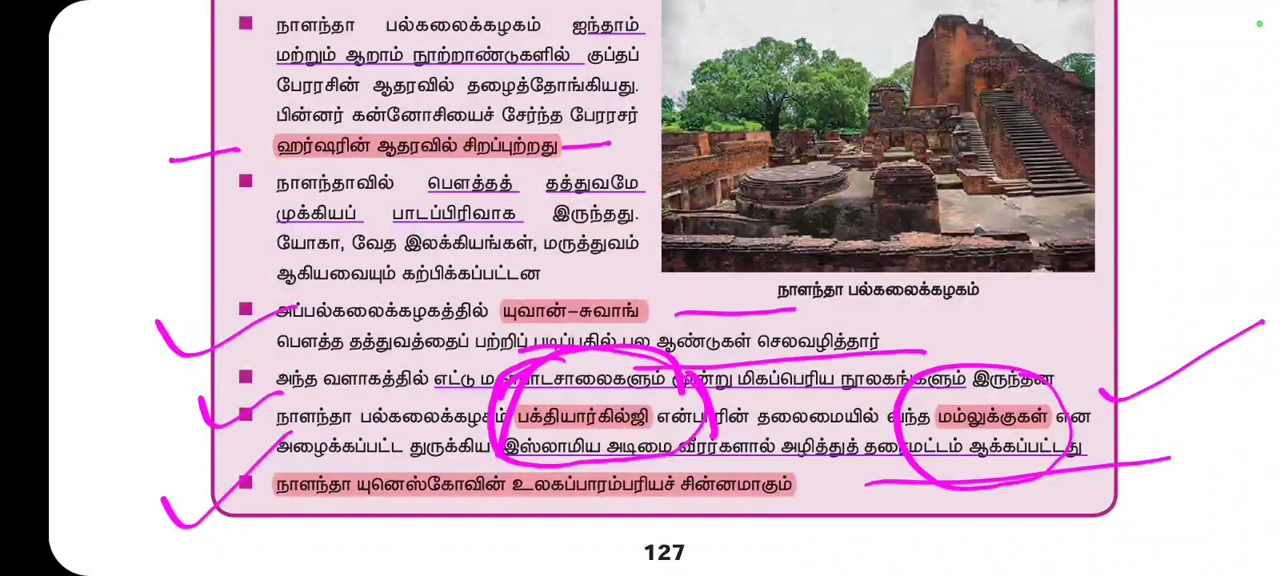 நாளந்தா பல்கலைக்கழகம் ஐந்தாம்
மற்றும் ஆறாம் நூற்றாண்டுகளில் குப்தப்
பேரரசின் ஆதரவில் தழைத்தோங்கியது.
பின்னர் கன்னோசியைச் சேர்ந்த பேரரசர்
ஹர்ஷரின் ஆதரவில் சிறப்புற்றது
நாளந்தாவில் பௌத்தத் தத்துவமே
முக்கியப் பாடப்பிரிவாக இருந்தது.
யோகா, வேத இலக்கியங்கள், மருத்துவம்
ஆகியவையும் கற்பிக்கப்பட்டன
நாளந்தா பல்கலைக்கழகம்
அப்பல்கலைக்கழகத்தில் யுவான்-சுவாங்
பௌத்த தத்துவத்தைப் பற்றிப் படிப்பதில் பல ஆண்டுகள் செலவழித்தார்
அந்த வளாகத்தில் எட்டு மகாபாடசாலைகளும் மூன்று மிகப்பெரிய நூலகங்களும் இருந்தன
நாளந்தா பல்கலைக்கழகம் பக்தியார்கில்ஜி என்பாரின் தலைமையில் வந்த மம்லுக்குகள் என
அழைக்கப்பட்ட துருக்கிய இஸ்லாமிய அடிமை வீரர்களால் அழித்துத் தரைமட்டம் ஆக்கப்பட்டது
நாளந்தா யுனெஸ்கோவின் உலகப்பாரம்பரியச் சின்னமாகும்
127